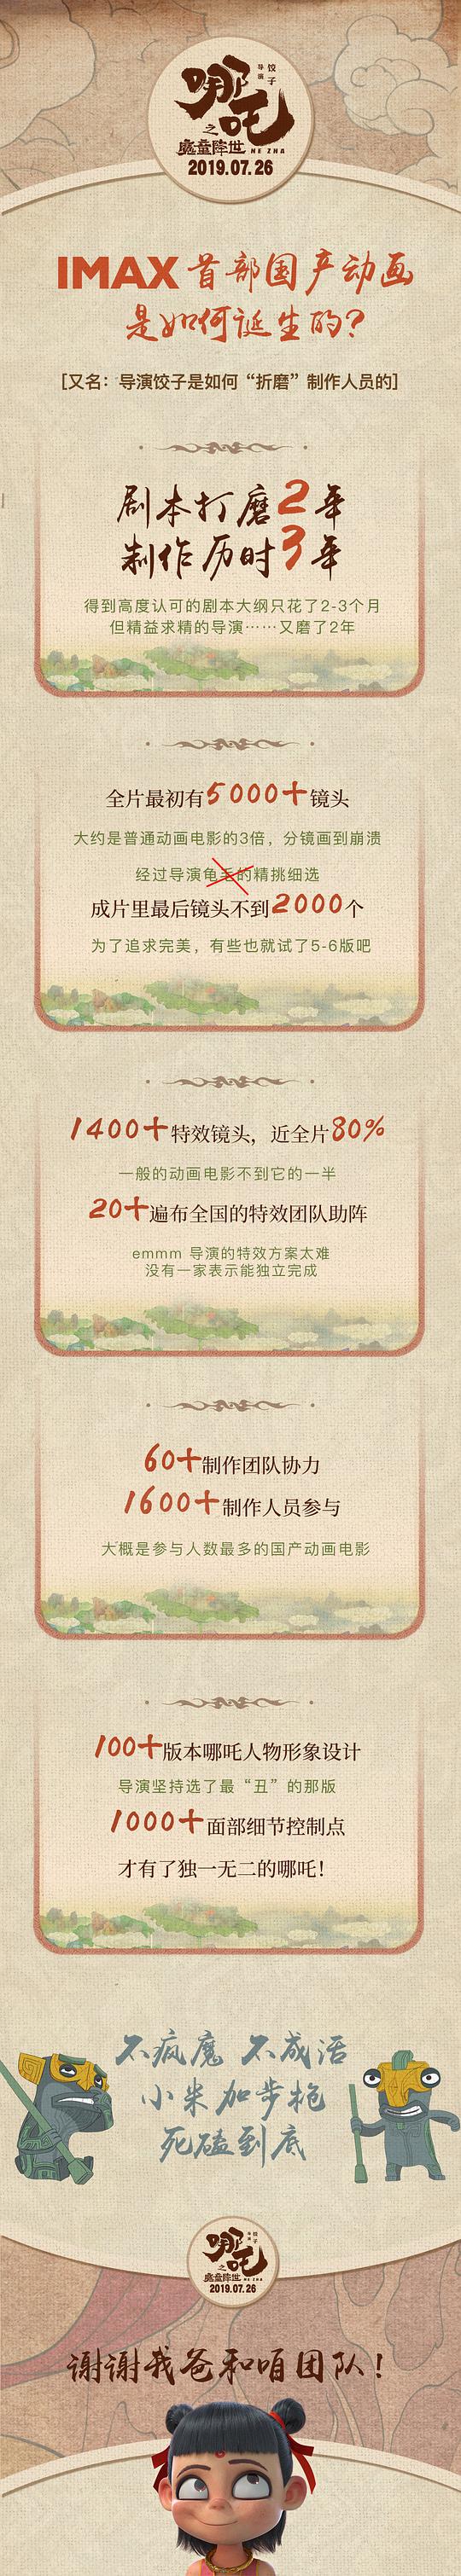 哪吒
导演
饺子
之
魔童降世
NE ZHA
2019.07.26
IMAX首部国产动画
是如何诞生的?
[又名：导演饺子是如何“折磨”制作人员的]
剧本打磨2年
制作历时3年
得到高度认可的剧本大纲只花了2-3个月
但精益求精的导演……又磨了2年
全片最初有5000+镜头
大约是普通动画电影的3倍，分镜画到崩溃
经过导演龟毛的精挑细选
成片里最后镜头不到2000个
为了追求完美，有些也就试了5-6版吧
1400+特效镜头，近全片80%
一般的动画电影不到它的一半
20+遍布全国的特效团队助阵
emmm 导演的特效方案太难
没有一家表示能独立完成
60+制作团队协力
1600+制作人员参与
大概是参与人数最多的国产动画电影
100+版本哪吒人物形象设计
导演坚持选了最“丑”的那版
1000+面部细节控制点
才有了独一无二的哪吒!
不疯魔 不成活
小米加步枪
死磕到底
哪吒
导演
饺子
之
魔童降世
NE ZHA
2019.07.26
谢谢我爸和咱团队!